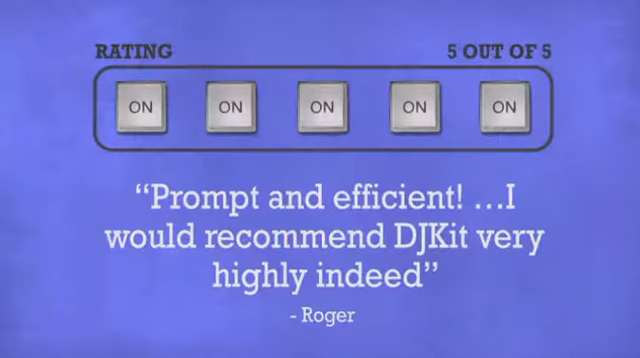 RATING 5 OUT OF 5
ON ON ON ON ON
“Prompt and efficient! ...I
would recommend DJKit very
highly indeed”
- Roger